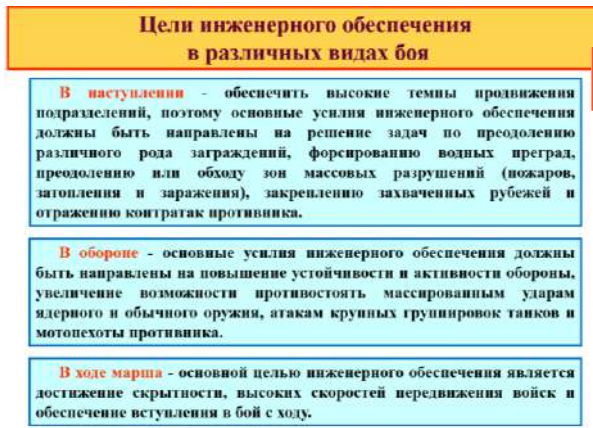 Цели инженерного обеспечения
в различных видах боя
В наступлении - обеспечить высокие темпы продвижения
подразделений, поэтому основные усилия инженерного обеспечения
должны быть направлены на решение задач по преодолению
различного рода заграждений, форсированию водных преград,
преодолению или обходу зон массовых разрушений (пожаров,
затопления и заражения), закреплению захваченных рубежей и
отражению контратак противника.
В обороне - основные усилия инженерного обеспечения должны
быть направлены на повышение устойчивости и активности обороны,
увеличение возможности противостоять массированным ударам
ядерного и обычного оружия, атакам крупных группировок танков и
мотопехоты противника.
В ходе марша - основной целью инженерного обеспечения является
достижение скрытности, высоких скоростей передвижения войск и
обеспечение вступления в бой с ходу.